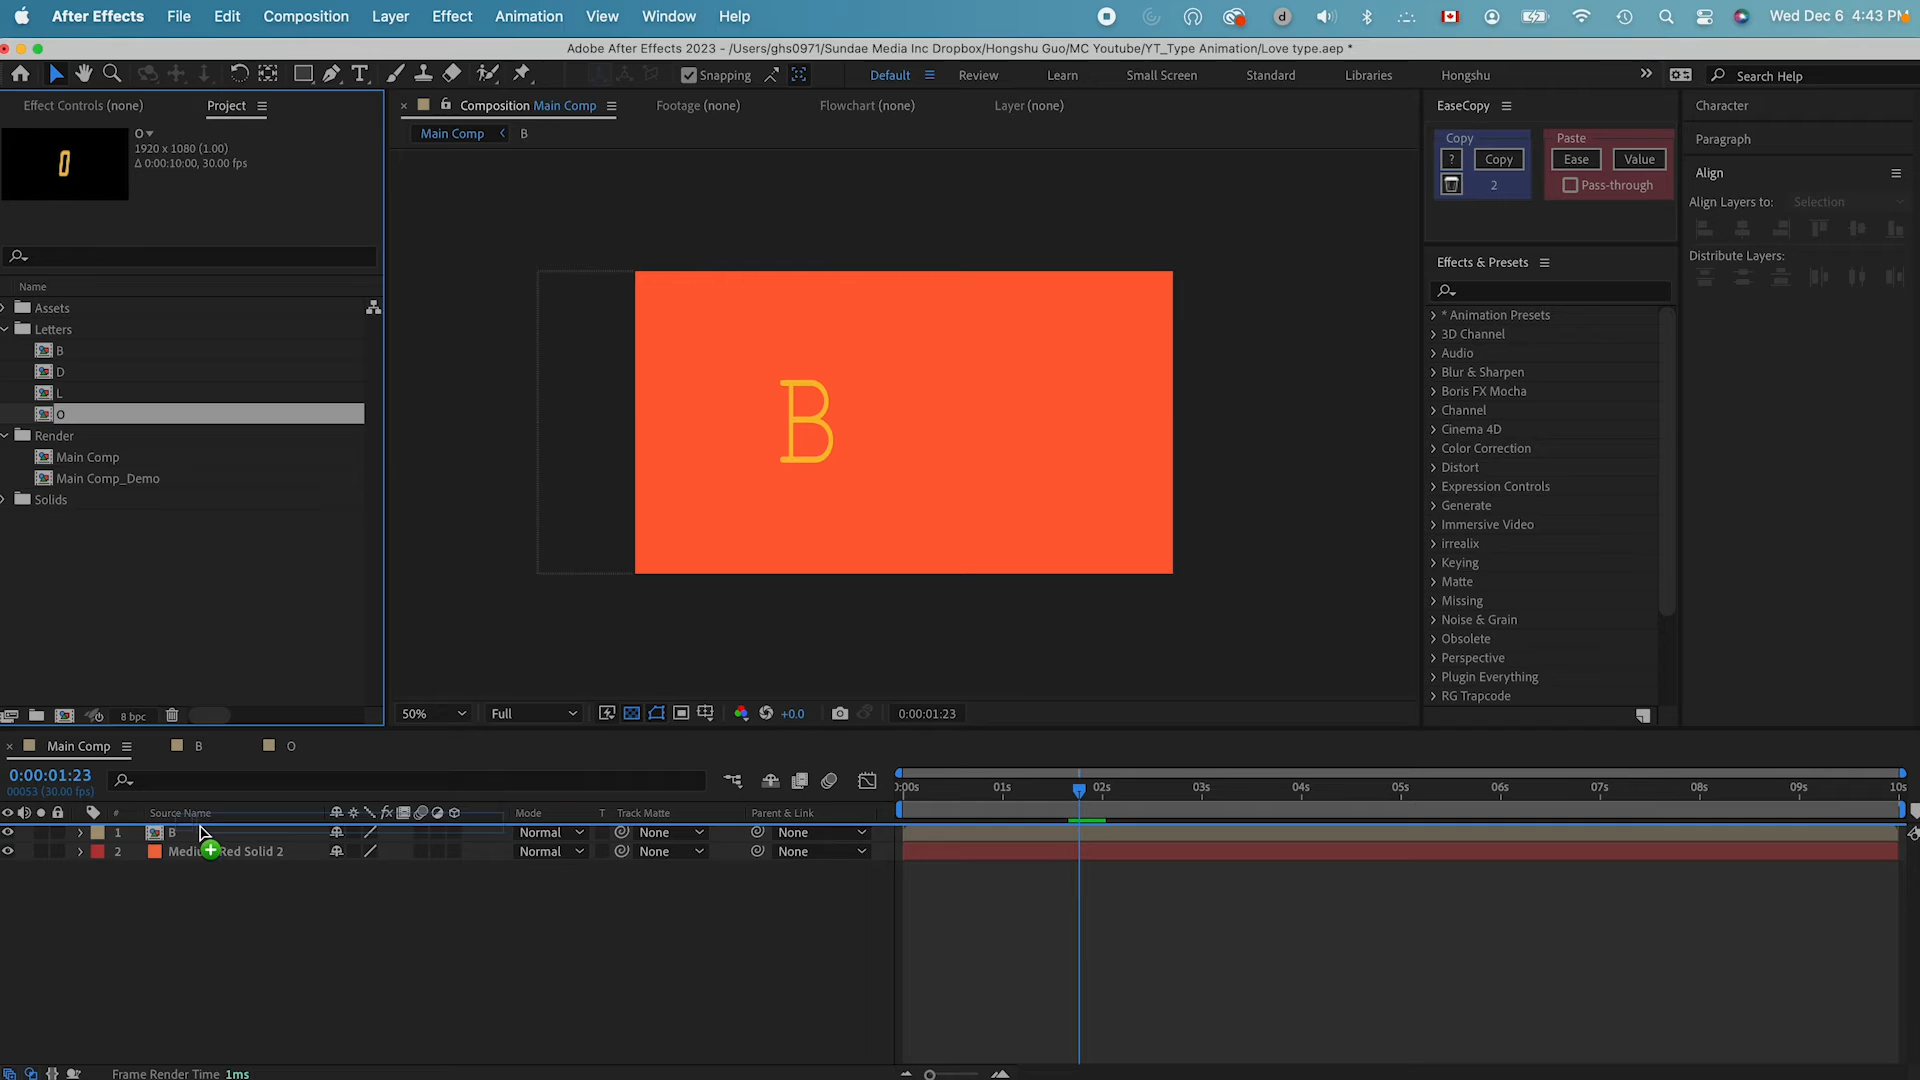 After Effects File Edit Composition Layer Effect Animation View Window Help Wed Dec 6 4:43 PM
Adobe After Effects 2023 - /Users/ghs0971/Sundae Media Inc Dropbox/Hongshu Guo/MC Youtube/YT_Type Animation/Love type.aep *
Snapping Default Review Learn Small Screen Standard Libraries Hongshu Search Help
Effect Controls (none) Project
Composition Main Comp Footage (none) Flowchart (none) Layer (none)
Main Comp B
O
1920 x 1080 (1.00)
Δ 0:00:10:00, 30.00 fps
Name
Assets
Letters
B
D
L
O
Render
Main Comp
Main Comp_Demo
Solids
8 bpc
B
50% Full +0.0 0:00:01:23
EaseCopy
Copy Paste
? Copy Ease Value
2 Pass-through
Effects & Presets
* Animation Presets
3D Channel
Audio
Blur & Sharpen
Boris FX Mocha
Channel
Cinema 4D
Color Correction
Distort
Expression Controls
Generate
Immersive Video
irrealix
Keying
Matte
Missing
Noise & Grain
Obsolete
Perspective
Plugin Everything
RG Trapcode
Character
Paragraph
Align
Align Layers to: Selection
Distribute Layers:
Main Comp B O
0:00:01:23
00053 (30.00 fps)
:00s 01s 02s 03s 04s 05s 06s 07s 08s 09s 10s
# Source Name Mode T Track Matte Parent & Link
1 B Normal None None
2 Red Solid 2 Normal None None
Frame Render Time 1ms